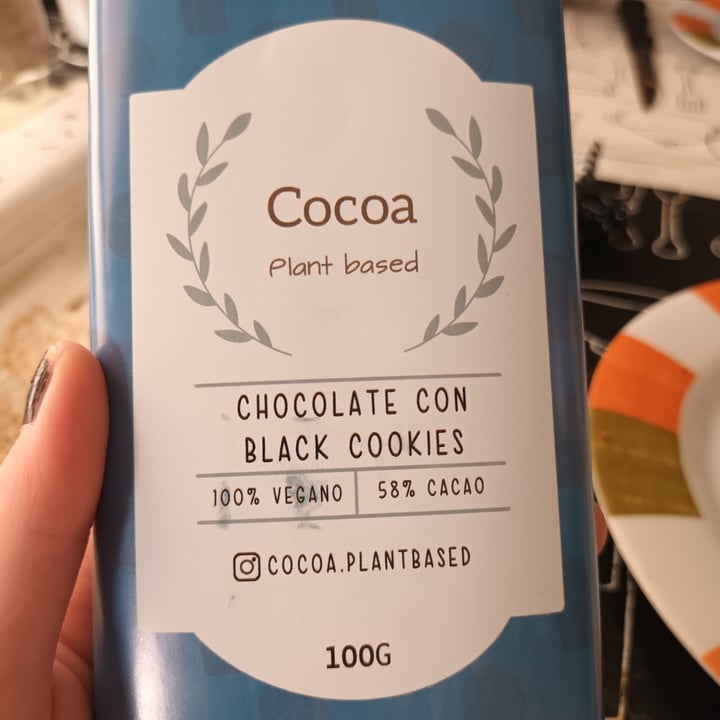 Cocoa
Plant based
CHOCOLATE CON
BLACK COOKIES
100% VEGANO
58% CACAO
COCOA.PLANTBASED
100G